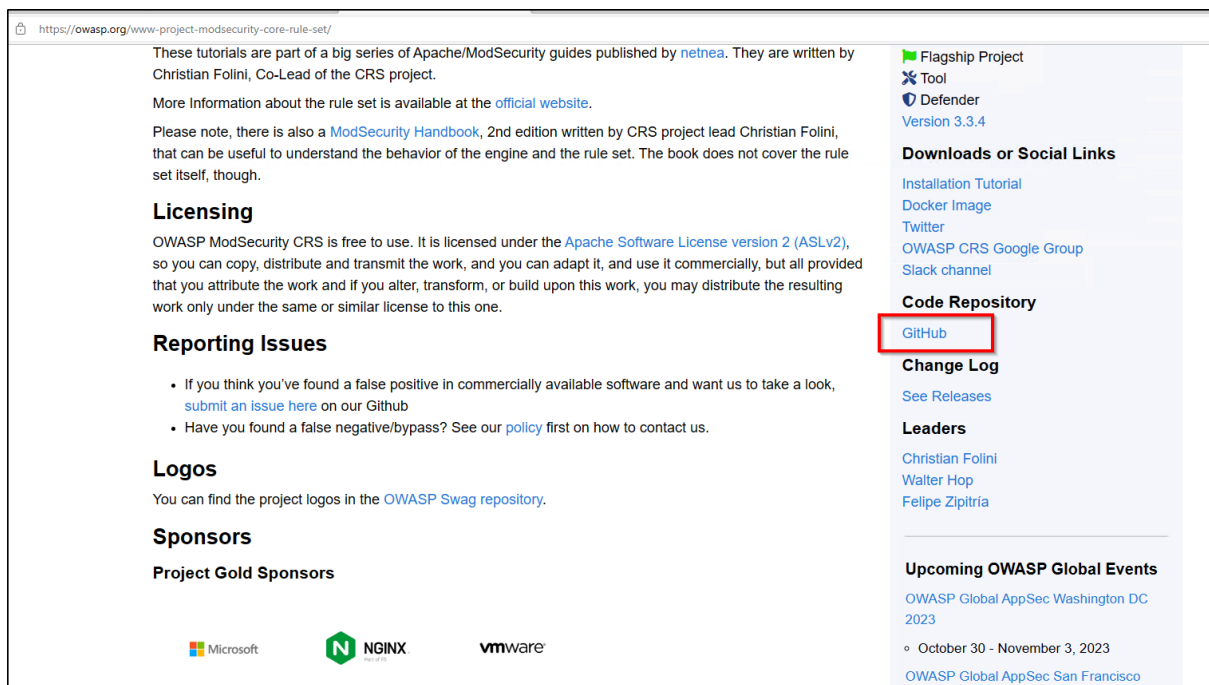 https://owasp.org/www-project-modsecurity-core-rule-set/
These tutorials are part of a big series of Apache/ModSecurity guides published by netnea. They are written by
Christian Folini, Co-Lead of the CRS project.
More Information about the rule set is available at the official website.
Please note, there is also a ModSecurity Handbook, 2nd edition written by CRS project lead Christian Folini,
that can be useful to understand the behavior of the engine and the rule set. The book does not cover the rule
set itself, though.
Licensing
OWASP ModSecurity CRS is free to use. It is licensed under the Apache Software License version 2 (ASLv2),
so you can copy, distribute and transmit the work, and you can adapt it, and use it commercially, but all provided
that you attribute the work and if you alter, transform, or build upon this work, you may distribute the resulting
work only under the same or similar license to this one.
Reporting Issues
• If you think you've found a false positive in commercially available software and want us to take a look,
submit an issue here on our Github
• Have you found a false negative/bypass? See our policy first on how to contact us.
Logos
You can find the project logos in the OWASP Swag repository.
Sponsors
Project Gold Sponsors
Microsoft
N NGINX
Part of F5
vmware
Flagship Project
Tool
Defender
Version 3.3.4
Downloads or Social Links
Installation Tutorial
Docker Image
Twitter
OWASP CRS Google Group
Slack channel
Code Repository
GitHub
Change Log
See Releases
Leaders
Christian Folini
Walter Hop
Felipe Zipitría
Upcoming OWASP Global Events
OWASP Global AppSec Washington DC
2023
◦ October 30 - November 3, 2023
OWASP Global AppSec San Francisco